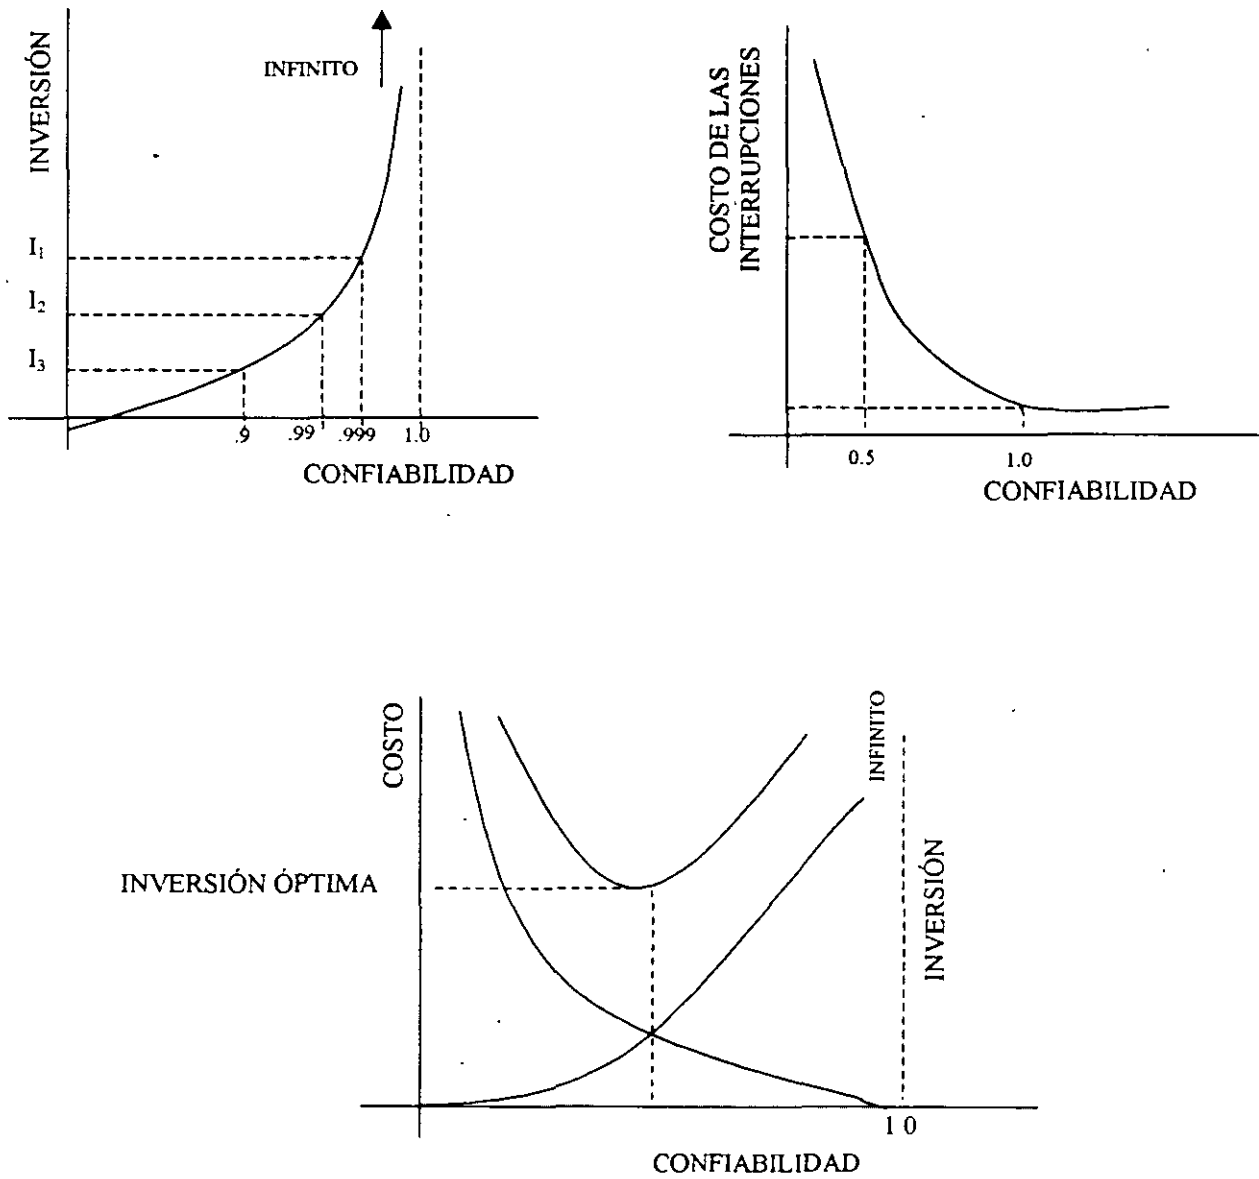 INVERSIÓN
INFINITO
I1
I2
I3
.9
.99
.999
1.0
CONFIABILIDAD
COSTO DE LAS
INTERRUPCIONES
0.5
1.0
CONFIABILIDAD
COSTO
INFINITO
INVERSIÓN ÓPTIMA
INVERSIÓN
1 0
CONFIABILIDAD